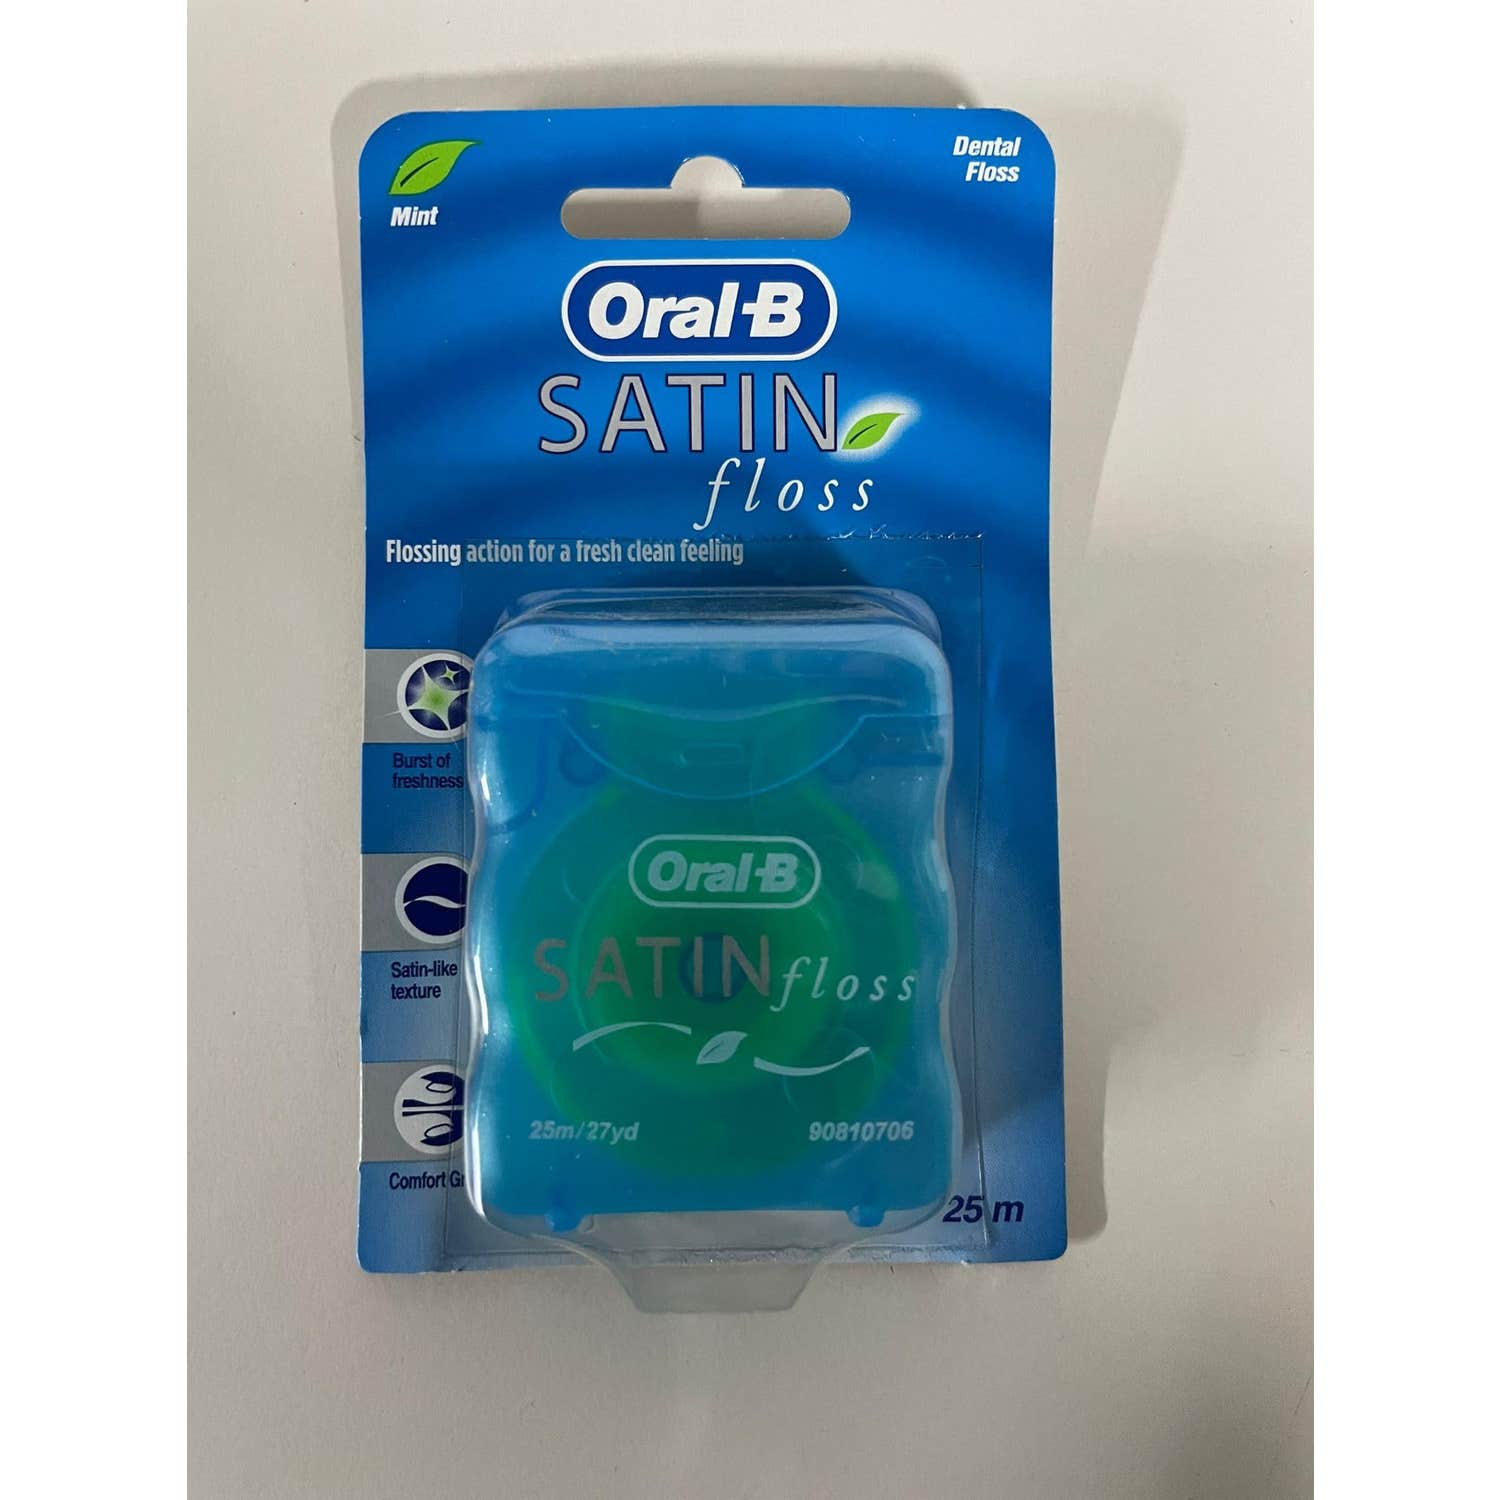 Mint
Dental
Floss
Oral-B
SATIN
floss
Flossing action for a fresh clean feeling
Burst of
freshness
Satin-like
texture
Comfort
Oral-B
SATIN floss
25m/27yd
90810706
25 m